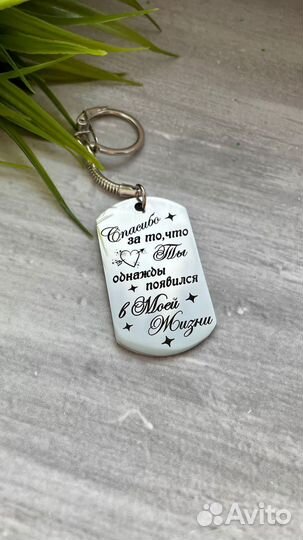 Спасибо
за то, что
Ты
однажды
появился
в Моей
Жизни
Avito